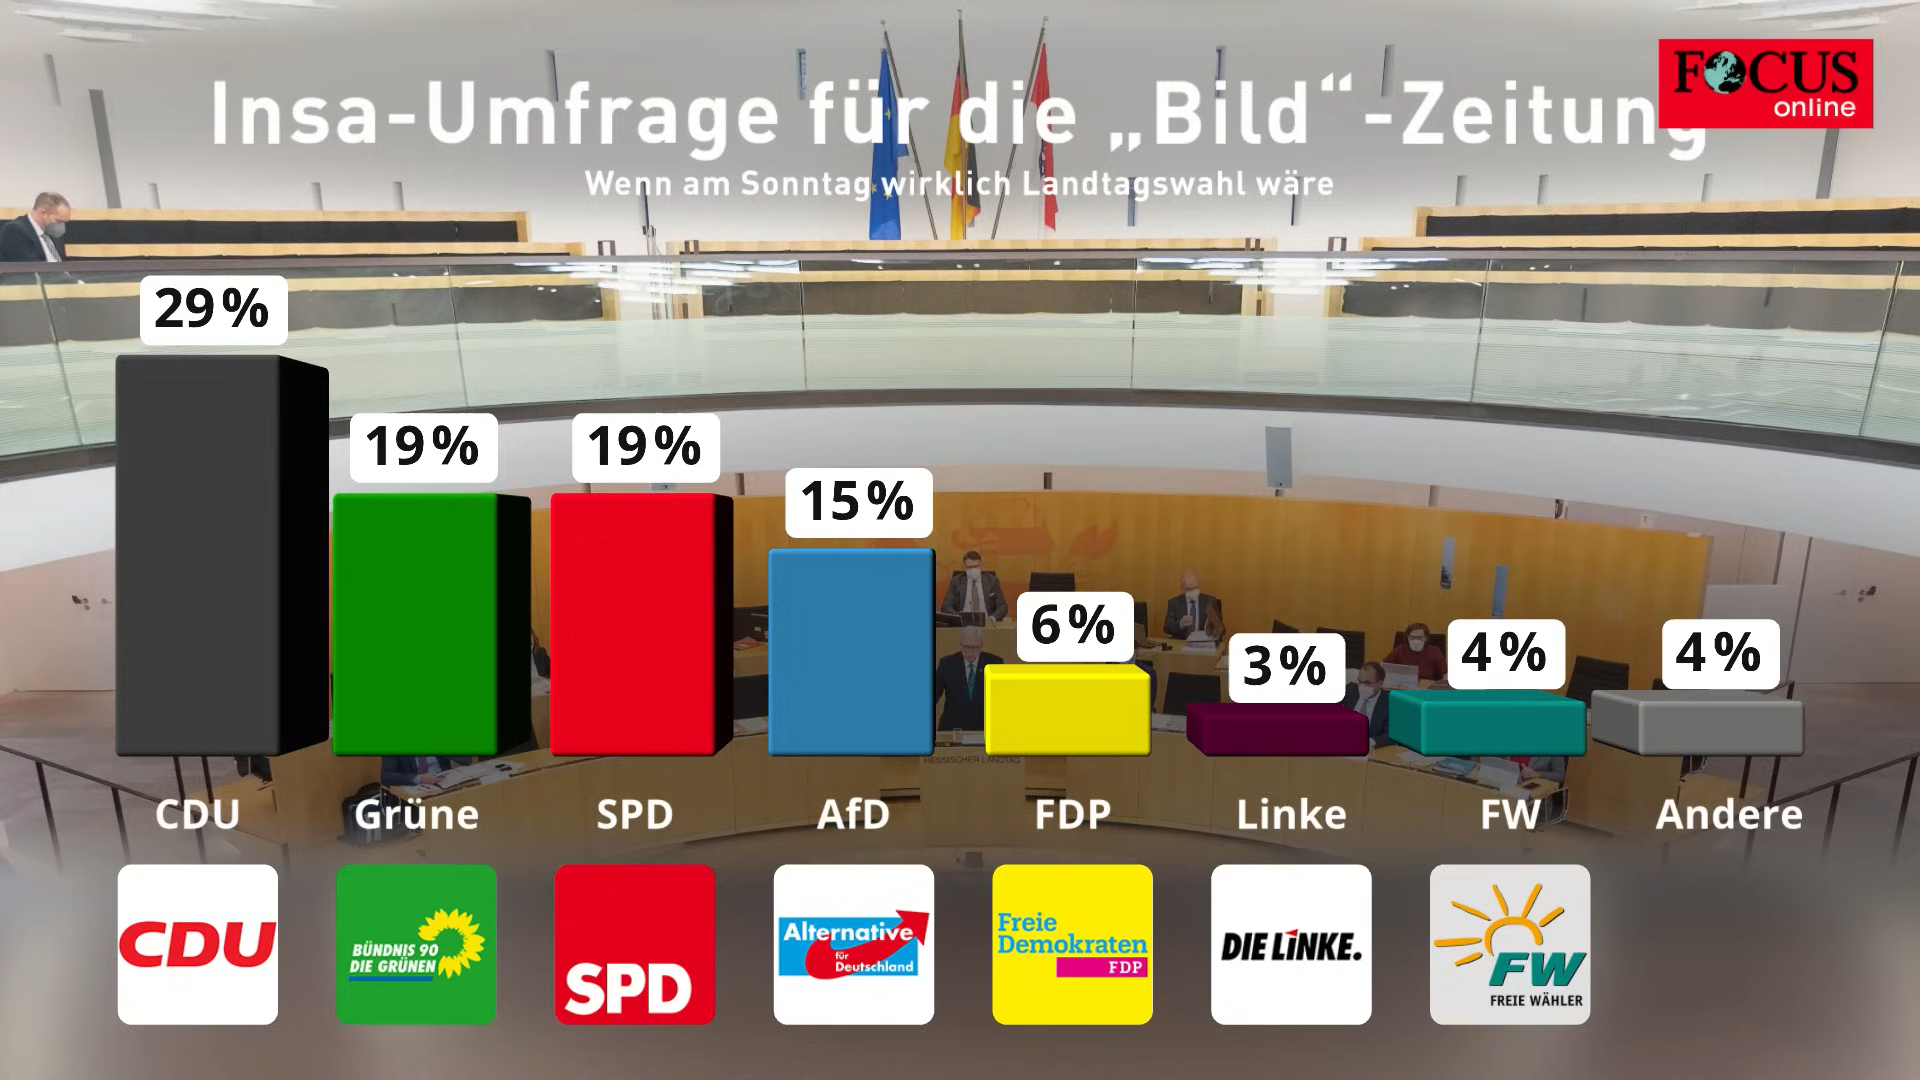 Insa-Umfrage für die „Bild“-Zeitung
FOCUS
online
Wenn am Sonntag wirklich Landtagswahl wäre
29%
19%
19%
15%
6%
3%
4%
4%
HESSISCHER LANDTAG
CDU
Grüne
SPD
AfD
FDP
Linke
FW
Andere
CDU
BÜNDNIS 90
DIE GRÜNEN
SPD
Alternative
für
Deutschland
Freie
Demokraten
FDP
DIE LiNKE.
FW
FREIE WÄHLER